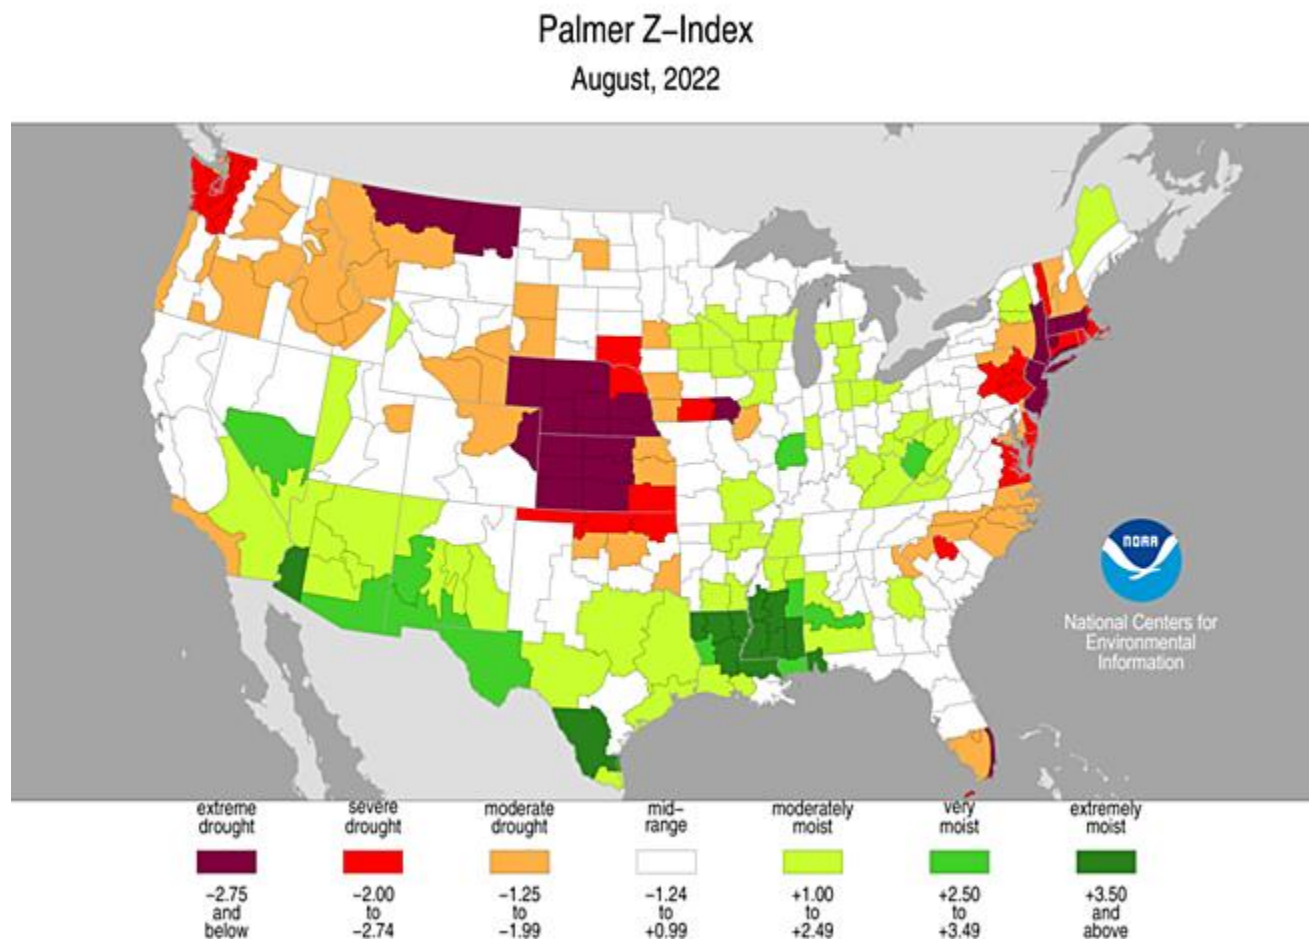 Palmer Z–Index
August, 2022
NOAA
National Centers for
Environmental
Information
extreme
drought
severe
drought
moderate
drought
mid–
range
moderately
moist
very
moist
extremely
moist
−2.75
and
below
−2.00
to
−2.74
−1.25
to
−1.99
−1.24
to
+0.99
+1.00
to
+2.49
+2.50
to
+3.49
+3.50
and
above